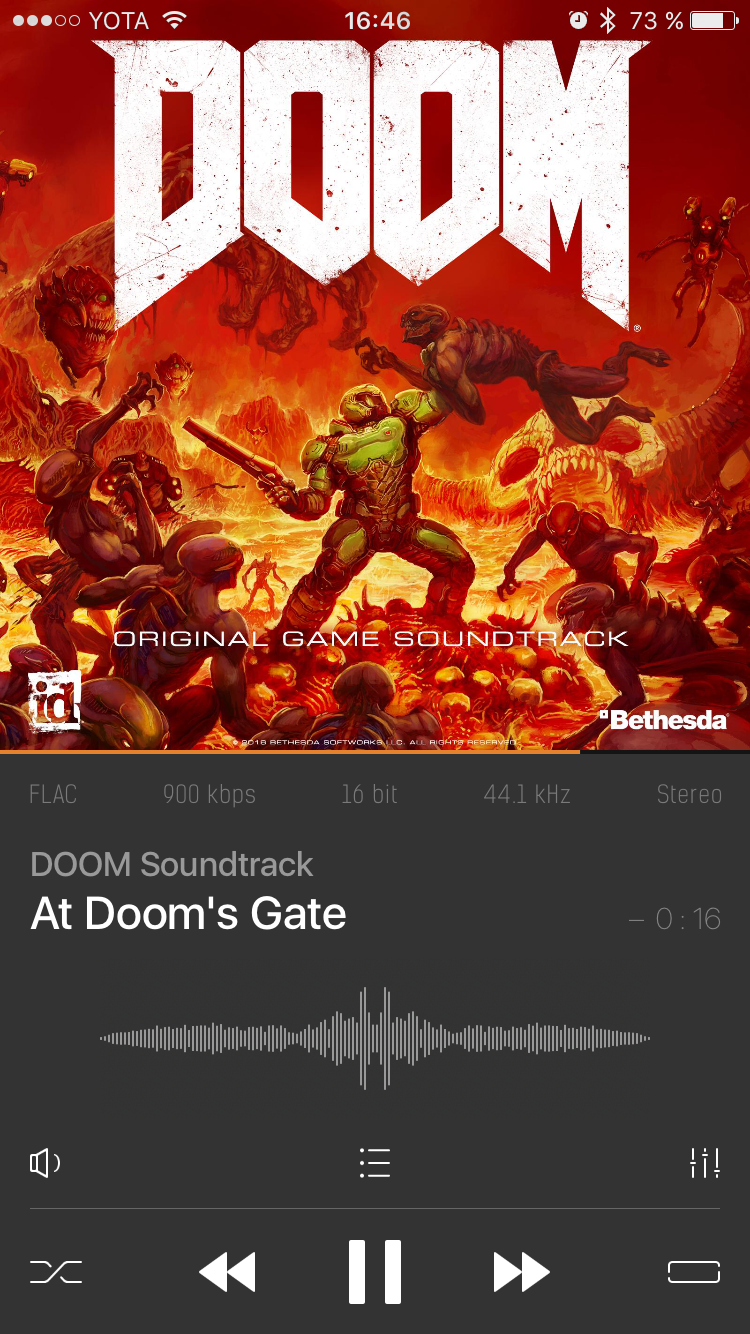 YOTA 16:46 73 %
DOOM
®
ORIGINAL GAME SOUNDTRACK
id
Bethesda
© 2016 BETHESDA SOFTWORKS LLC. ALL RIGHTS RESERVED.
FLAC 900 kbps 16 bit 44.1 kHz Stereo
DOOM Soundtrack
At Doom's Gate
– 0:16